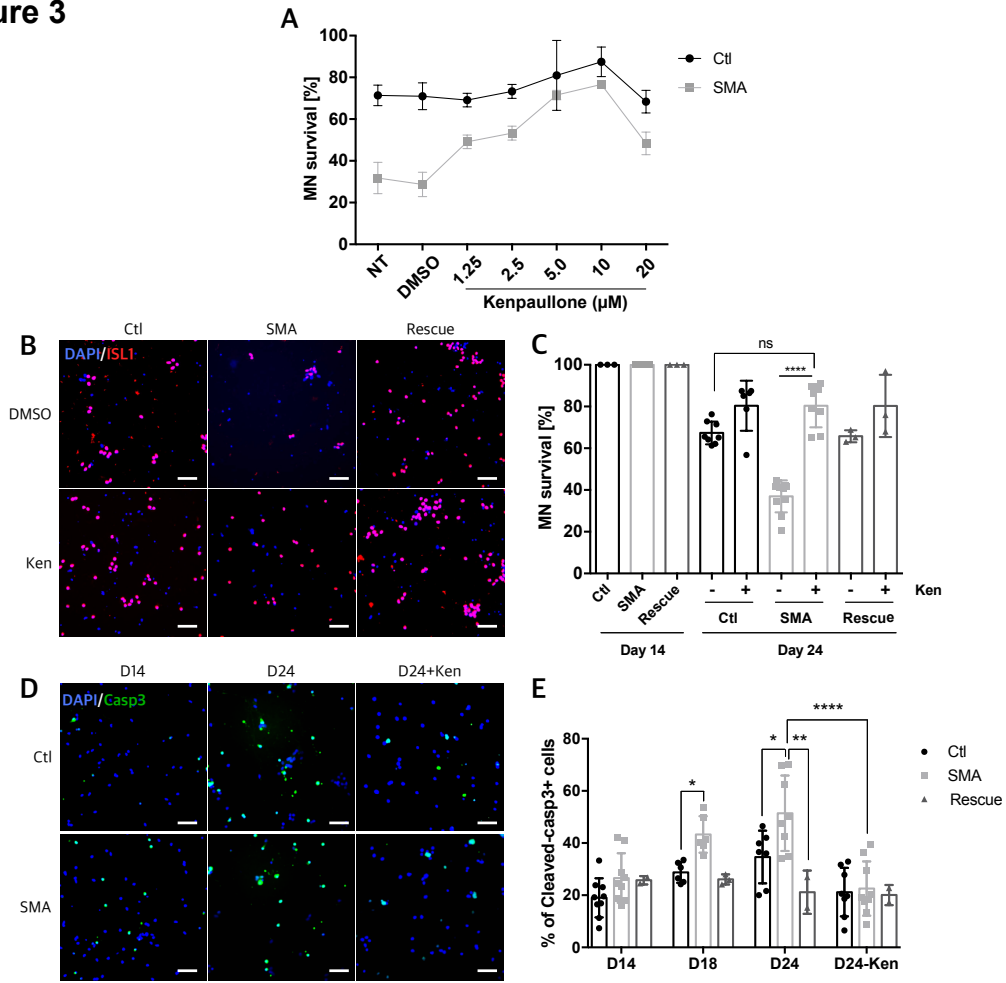 ure 3
A
100
80
60
40
20
0
MN survival [%]
NT
DMSO
1.25
2.5
5.0
10
20
Kenpaullone (µM)
Ctl
SMA
B
Ctl
SMA
Rescue
DAPI/ISL1
DMSO
Ken
C
ns
****
100
80
60
40
20
0
MN survival [%]
Ctl
SMA
Rescue
- + - + - + Ken
Ctl SMA Rescue
Day 14 Day 24
D
D14
D24
D24+Ken
DAPI/Casp3
Ctl
SMA
E
****
* **
*
80
60
40
20
0
% of Cleaved-casp3+ cells
D14 D18 D24 D24-Ken
Ctl
SMA
Rescue